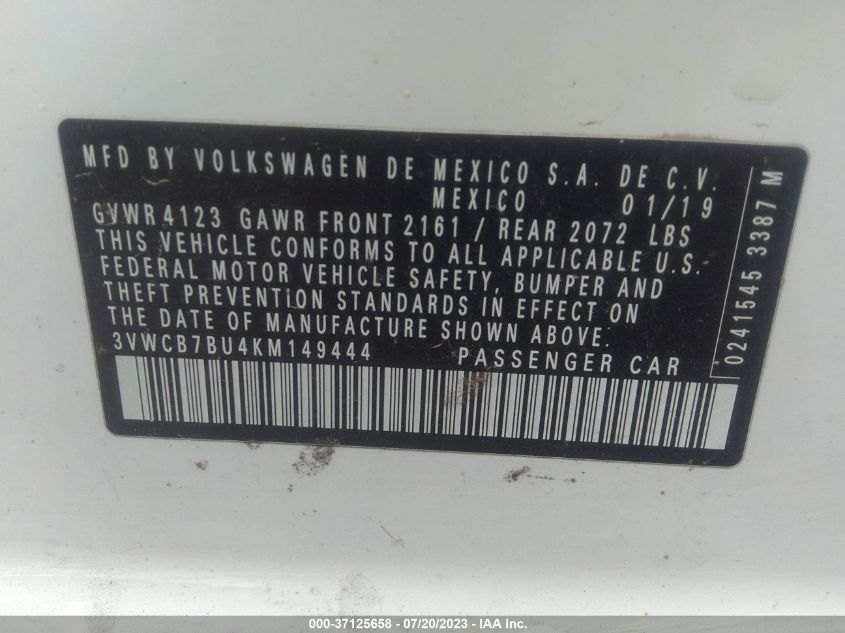 MFD BY VOLKSWAGEN DE MEXICO S.A. DE C.V.
MEXICO 01/19
GVWR 4123 GAWR FRONT 2161 / REAR 2072 LBS
THIS VEHICLE CONFORMS TO ALL APPLICABLE U.S.
FEDERAL MOTOR VEHICLE SAFETY, BUMPER AND
THEFT PREVENTION STANDARDS IN EFFECT ON
THE DATE OF MANUFACTURE SHOWN ABOVE.
3VWCB7BU4KM149444 PASSENGER CAR
0241545 3387 M
000-37125658 - 07/20/2023 - IAA Inc.